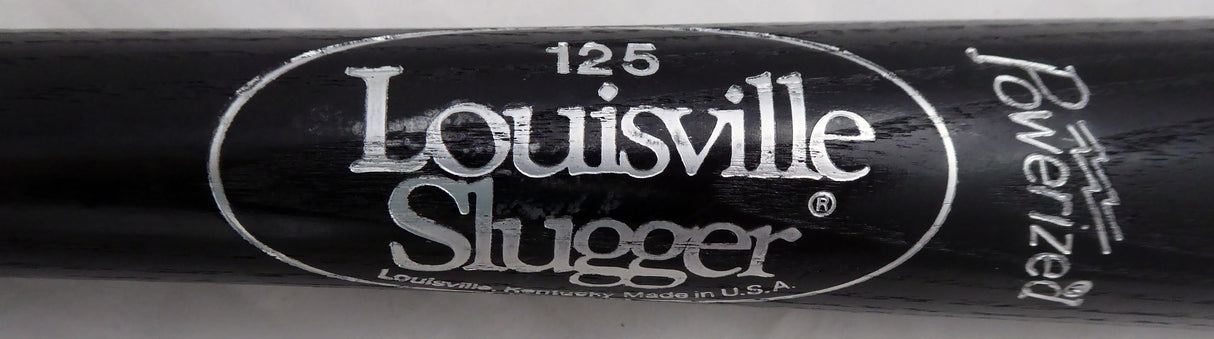 125
Louisville
Slugger®
Louisville, Kentucky Made in U.S.A.
Powerized